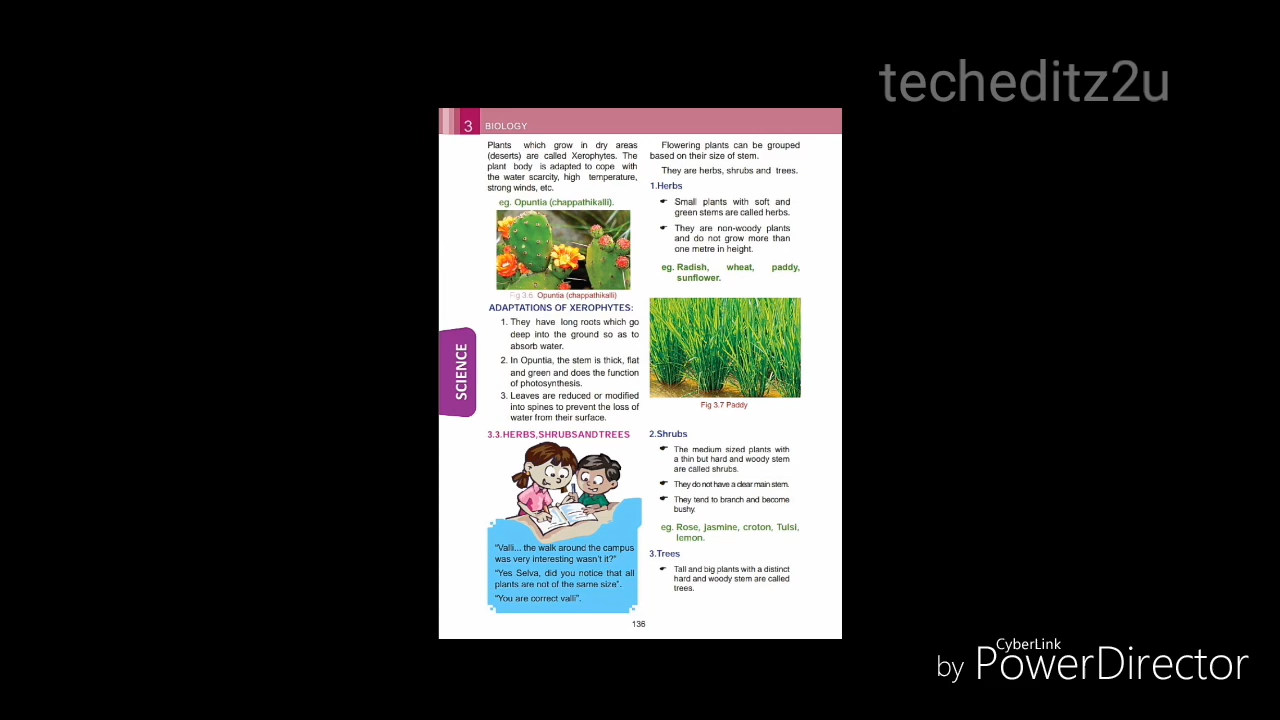 techeditz2u
3 BIOLOGY
Plants which grow in dry areas
(deserts) are called Xerophytes. The
plant body is adapted to cope with
the water scarcity, high temperature,
strong winds, etc.
eg. Opuntia (chappathikalli).
Fig 3.6 Opuntia (chappathikalli)
ADAPTATIONS OF XEROPHYTES:
1. They have long roots which go
deep into the ground so as to
absorb water.
2. In Opuntia, the stem is thick, flat
and green and does the function
of photosynthesis.
3. Leaves are reduced or modified
into spines to prevent the loss of
water from their surface.
3.3.HERBS,SHRUBSANDTREES
"Valli... the walk around the campus
was very interesting wasn't it?"
"Yes Selva, did you notice that all
plants are not of the same size".
"You are correct valli".
Flowering plants can be grouped
based on their size of stem.
They are herbs, shrubs and trees.
1.Herbs
Small plants with soft and
green stems are called herbs.
They are non-woody plants
and do not grow more than
one metre in height.
eg. Radish, wheat, paddy,
sunflower.
Fig 3.7 Paddy
2.Shrubs
The medium sized plants with
a thin but hard and woody stem
are called shrubs.
They do not have a clear main stem.
They tend to branch and become
bushy.
eg. Rose, jasmine, croton, Tulsi,
lemon.
3.Trees
Tall and big plants with a distinct
hard and woody stem are called
trees.
SCIENCE
136
CyberLink
by PowerDirector